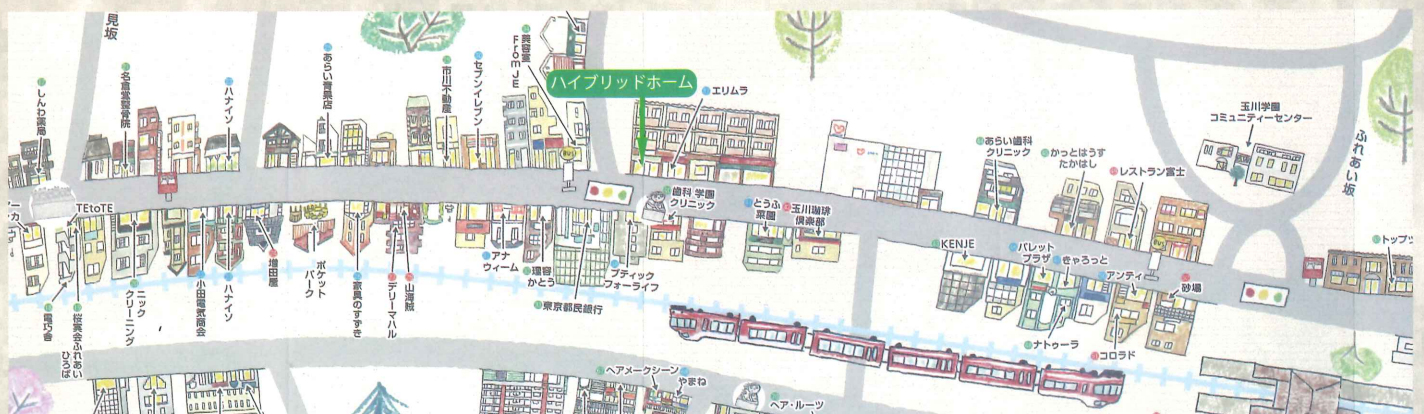 見坂
しんわ薬局
名倉堂整骨院
ハナイソ
あらい青果店
市川不動産
セブンイレブン
美容室
From JE
BUS
ハイブリッドホーム
エリムラ
玉川学園
コミュニティーセンター
ふれあい坂
あらい歯科
クリニック
かっとはうす
たかはし
レストラン富士
TEtoTE
歯科 学園
クリニック
とうふ
菜園
玉川珈琲
倶楽部
KENJE
パレット
プラザ
きゃろっと
アンティ
砂場
BUS
トップッ
電巧舎
桜実会ふれあい
ひろば
ニック
クリーニング
小田電気商会
ハナイソ
増田屋
ポケット
パーク
家具のすずき
デリーマハル
山海賊
アナ
ウィーム
理容
かとう
東京都民銀行
ブティック
フォーライフ
ナトゥーラ
コロラド
ヘアメークシーン
やまね
ヘア・ルーツ